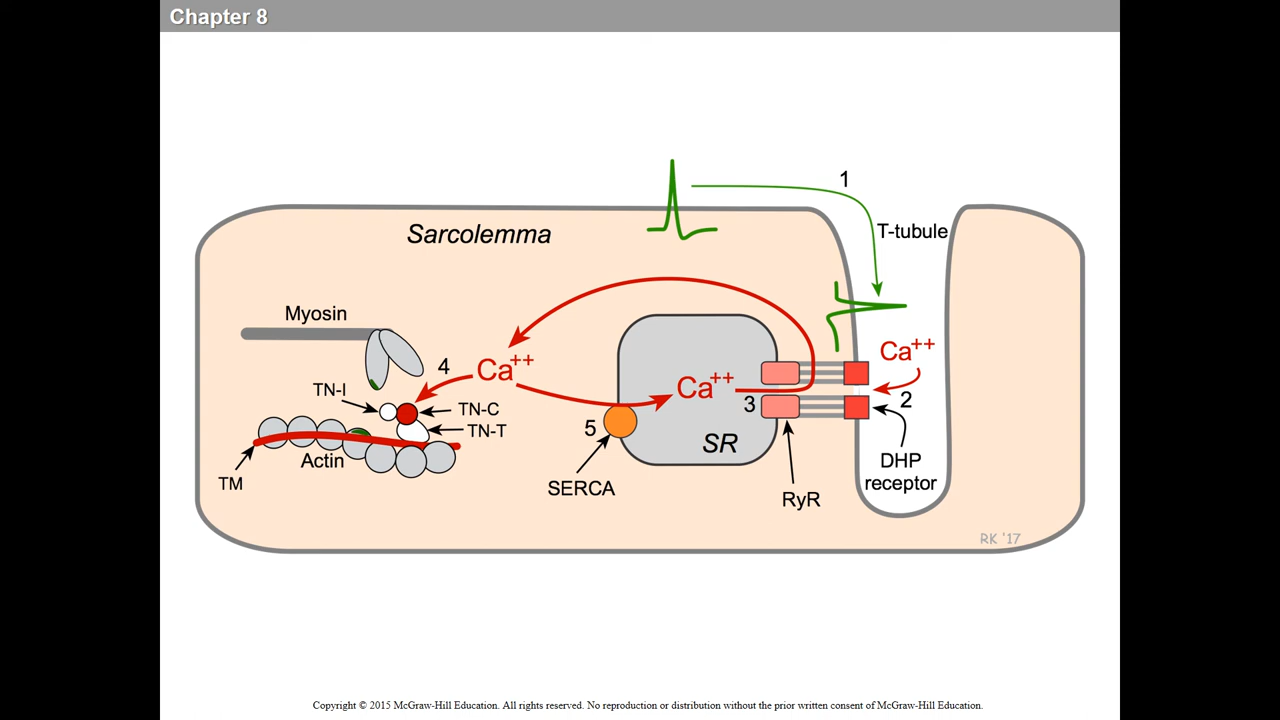 Chapter 8
1
Sarcolemma
T-tubule
Myosin
Ca++
4
Ca++
TN-I
Ca++
2
TN-C
3
TN-T
5
SR
Actin
DHP
receptor
TM
SERCA
RyR
RK '17
Copyright © 2015 McGraw-Hill Education. All rights reserved. No reproduction or distribution without the prior written consent of McGraw-Hill Education.